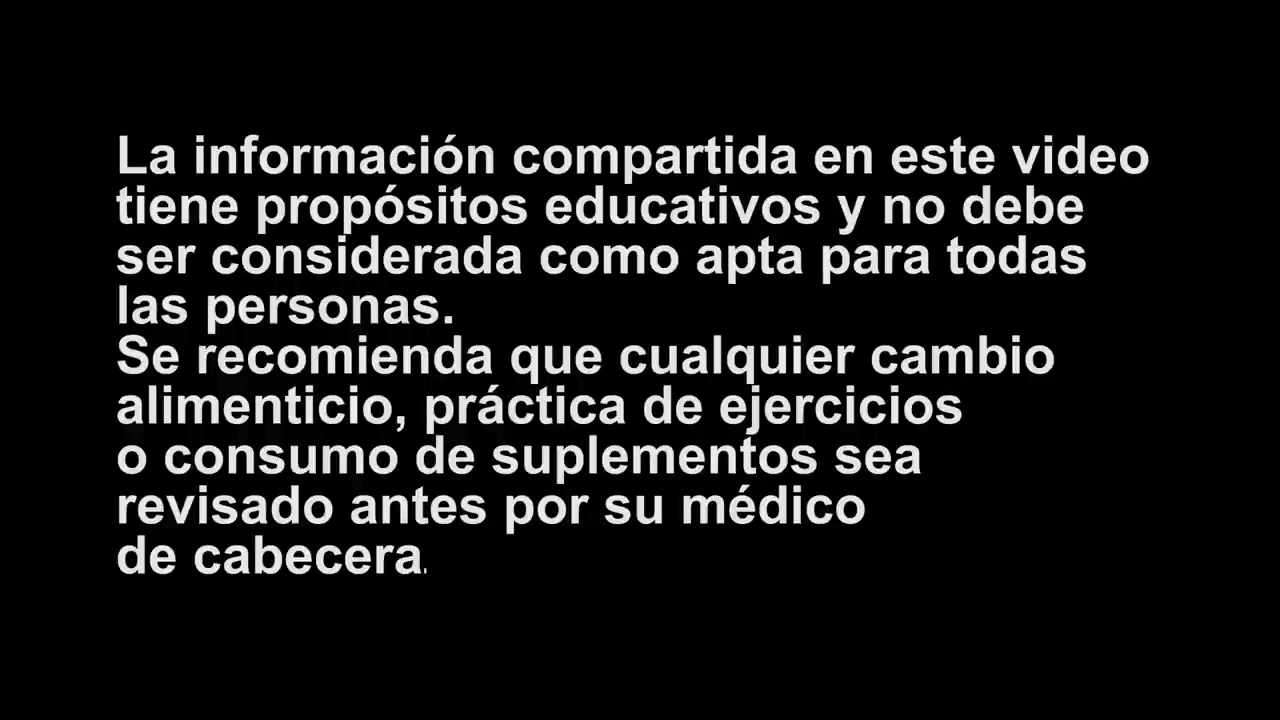 La información compartida en este video
tiene propósitos educativos y no debe
ser considerada como apta para todas
las personas.
Se recomienda que cualquier cambio
alimenticio, práctica de ejercicios
o consumo de suplementos sea
revisado antes por su médico
de cabecera.